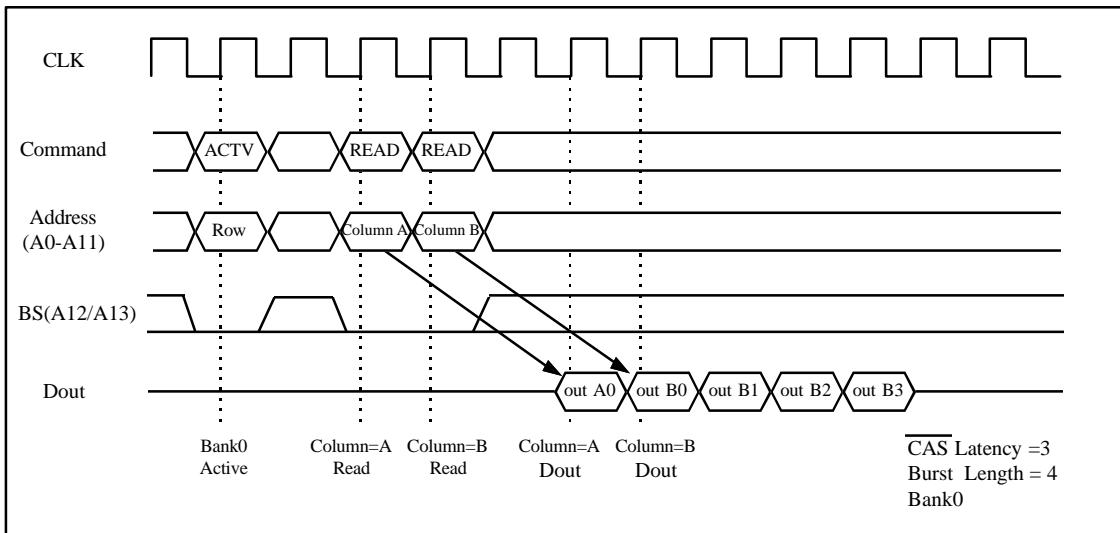 CLK
Command
ACTV
READ
READ
Address
(A0-A11)
Row
Column A
Column B
BS(A12/A13)
Dout
out A0
out B0
out B1
out B2
out B3
Bank0
Active
Column=A
Read
Column=B
Read
Column=A
Dout
Column=B
Dout
CAS Latency =3
Burst Length = 4
Bank0